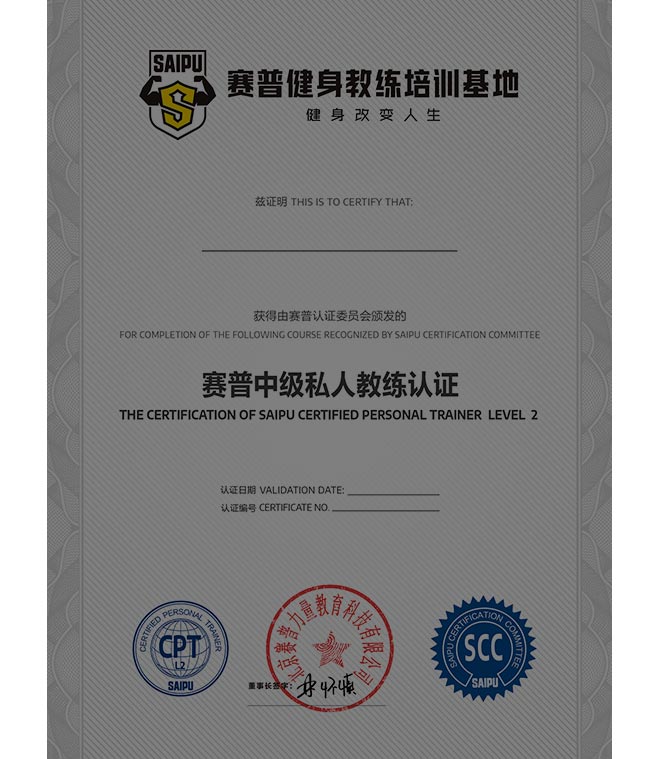 SAIPU
S
赛普健身教练培训基地
健身改变人生
兹证明 THIS IS TO CERTIFY THAT:
获得由赛普认证委员会颁发的
FOR COMPLETION OF THE FOLLOWING COURSE RECOGNIZED BY SAIPU CERTIFICATION COMMITTEE
赛普中级私人教练认证
THE CERTIFICATION OF SAIPU CERTIFIED PERSONAL TRAINER LEVEL 2
认证日期 VALIDATION DATE:
认证编号 CERTIFICATE NO.
CERTIFIED PERSONAL TRAINER
CPT
L2
SAIPU
北京赛普力量教育科技有限公司
董事长签字:
SAIPU CERTIFICATION COMMITTEE
SCC
SAIPU